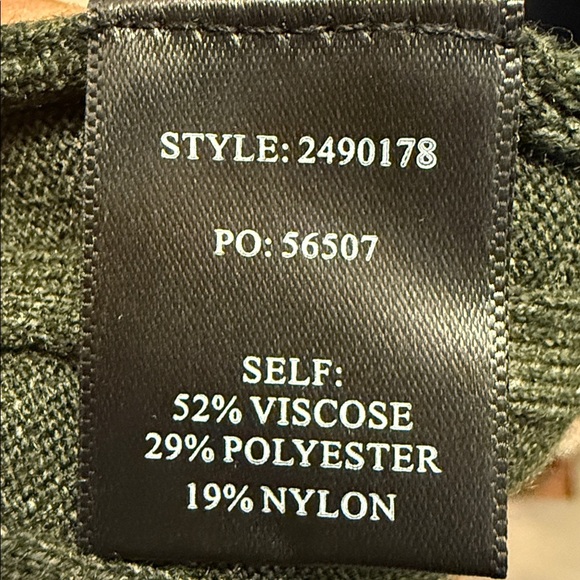 STYLE: 2490178
PO: 56507
SELF:
52% VISCOSE
29% POLYESTER
19% NYLON